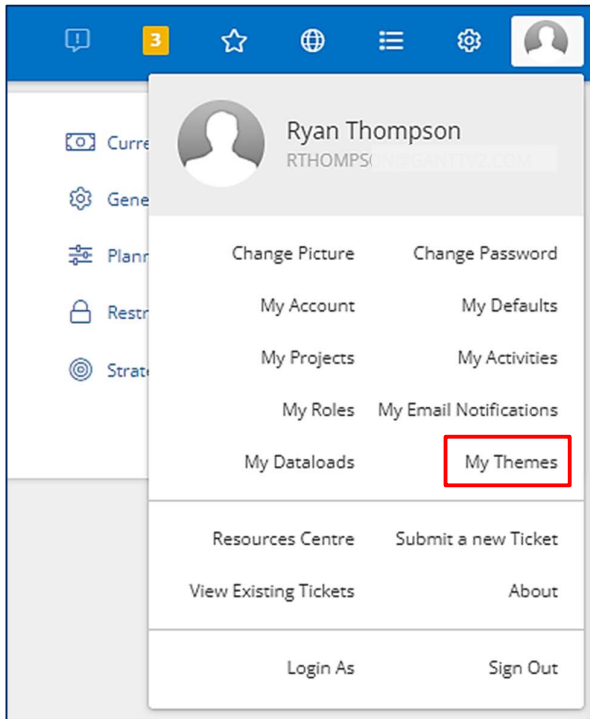 3
Ryan Thompson
RTHOMPS
Curre
Gene
Plann
Restr
Strate
Change Picture Change Password
My Account My Defaults
My Projects My Activities
My Roles My Email Notifications
My Dataloads My Themes
Resources Centre Submit a new Ticket
View Existing Tickets About
Login As Sign Out